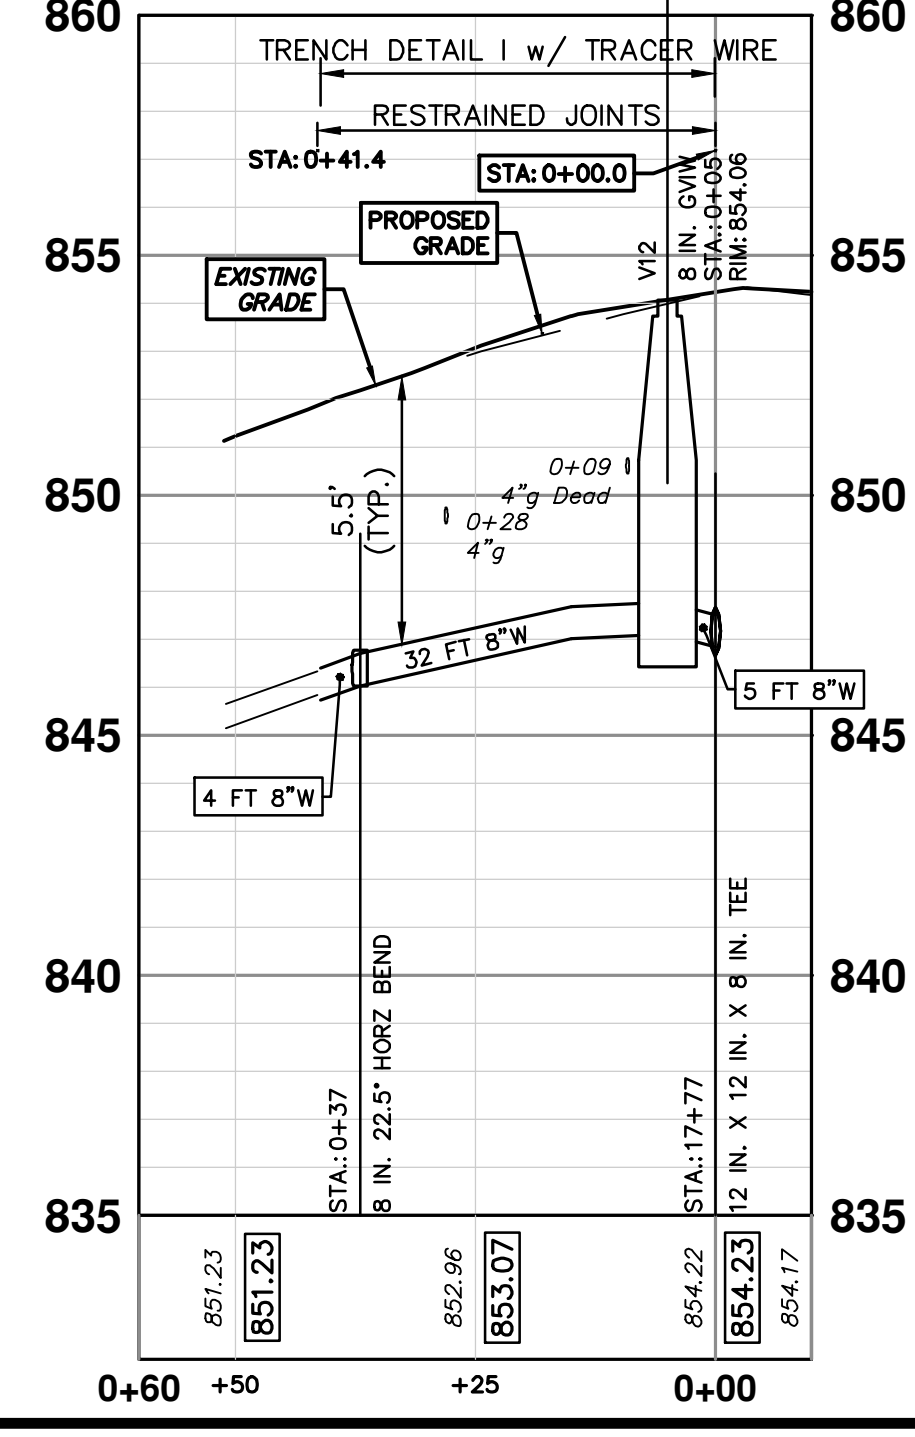 860
860
TRENCH DETAIL I w/ TRACER WIRE
RESTRAINED JOINTS
STA: 0+41.4
STA: 0+00.0
V12
8 IN. GVIW
STA.: 0+05
RIM: 854.06
PROPOSED
GRADE
855
855
EXISTING
GRADE
5.5'
(TYP.)
0+09
4"g Dead
850
850
0+28
4"g
32 FT 8"W
5 FT 8"W
845
845
4 FT 8"W
840
840
STA.: 0+37
8 IN. 22.5° HORZ BEND
STA.: 17+77
12 IN. X 12 IN. X 8 IN. TEE
835
835
851.23
851.23
852.96
853.07
854.22
854.23
854.17
0+60
+50
+25
0+00